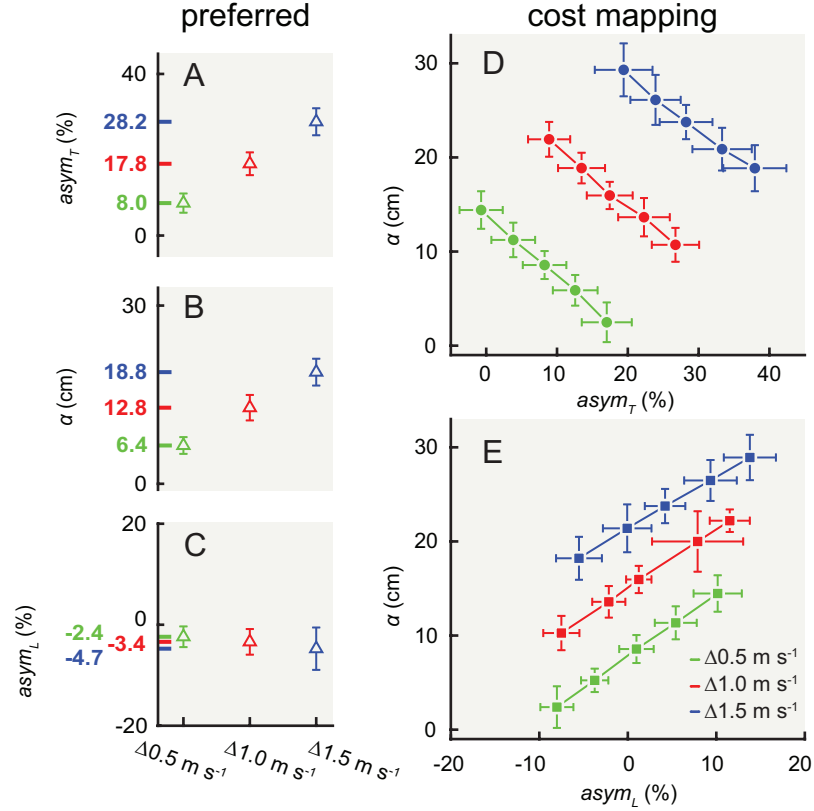 preferred
cost mapping
A
40
28.2
17.8
8.0
0
asym_T (%)
B
30
18.8
12.8
6.4
0
α (cm)
C
20
0
-2.4
-3.4
-4.7
-20
asym_L (%)
Δ0.5 m s⁻¹
Δ1.0 m s⁻¹
Δ1.5 m s⁻¹
D
30
20
10
0
α (cm)
0
10
20
30
40
asym_T (%)
E
30
20
10
0
α (cm)
Δ0.5 m s⁻¹
Δ1.0 m s⁻¹
Δ1.5 m s⁻¹
-20
-10
0
10
20
asym_L (%)